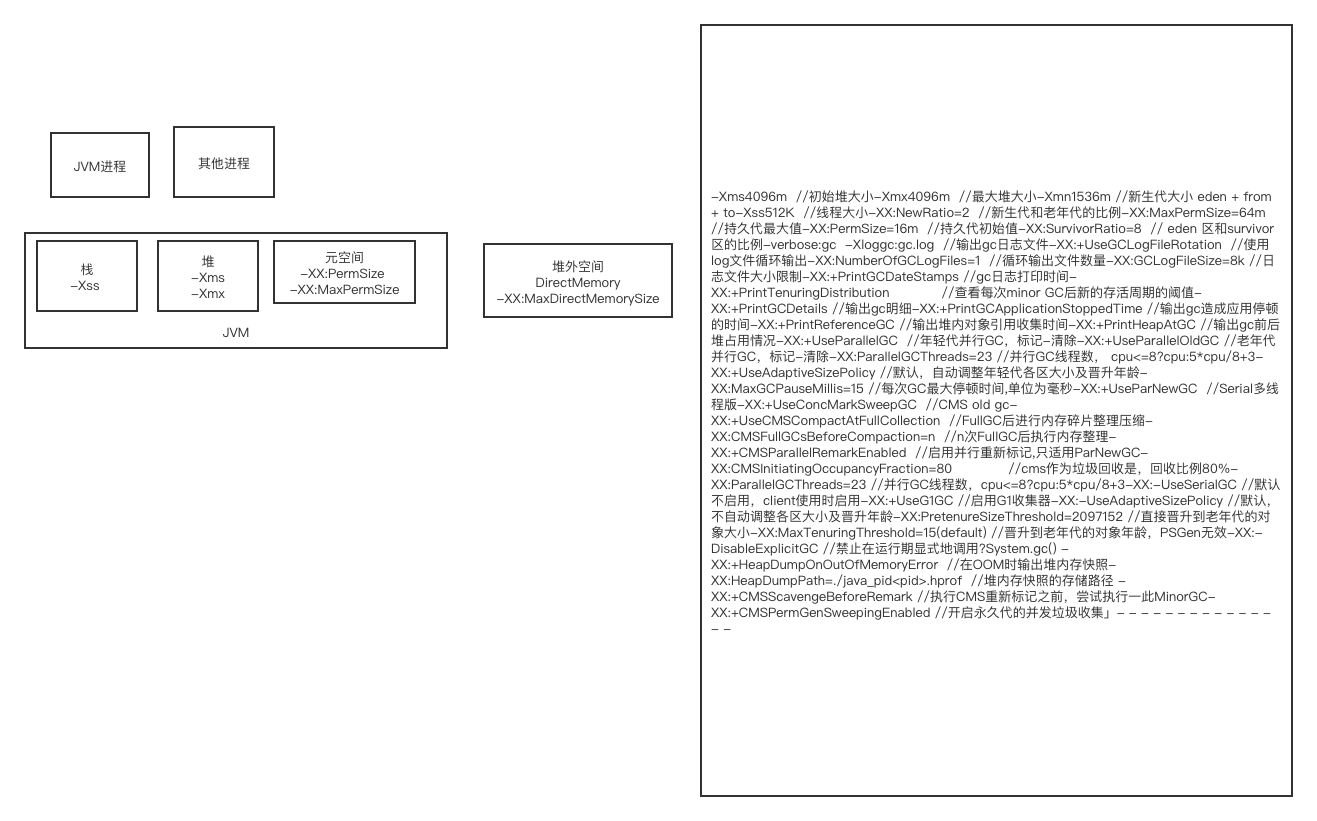 JVM进程
其他进程
栈
-Xss
堆
-Xms
-Xmx
元空间
-XX:PermSize
-XX:MaxPermSize
JVM
堆外空间
DirectMemory
-XX:MaxDirectMemorySize
-Xms4096m  //初始堆大小-Xmx4096m  //最大堆大小-Xmn1536m //新生代大小 eden + from
+ to-Xss512K  //线程大小-XX:NewRatio=2  //新生代和老年代的比例-XX:MaxPermSize=64m
//持久代最大值-XX:PermSize=16m  //持久代初始值-XX:SurvivorRatio=8  // eden 区和survivor
区的比例-verbose:gc  -Xloggc:gc.log  //输出gc日志文件-XX:+UseGCLogFileRotation  //使用
log文件循环输出-XX:NumberOfGCLogFiles=1  //循环输出文件数量-XX:GCLogFileSize=8k //日
志文件大小限制-XX:+PrintGCDateStamps //gc日志打印时间-
XX:+PrintTenuringDistribution            //查看每次minor GC后新的存活周期的阈值-
XX:+PrintGCDetails //输出gc明细-XX:+PrintGCApplicationStoppedTime //输出gc造成应用停顿
的时间-XX:+PrintReferenceGC //输出堆内对象引用收集时间-XX:+PrintHeapAtGC //输出gc前后
堆占用情况-XX:+UseParallelGC  //年轻代并行GC，标记-清除-XX:+UseParallelOldGC //老年代
并行GC，标记-清除-XX:ParallelGCThreads=23 //并行GC线程数， cpu<=8?cpu:5*cpu/8+3-
XX:+UseAdaptiveSizePolicy //默认，自动调整年轻代各区大小及晋升年龄-
XX:MaxGCPauseMillis=15 //每次GC最大停顿时间,单位为毫秒-XX:+UseParNewGC  //Serial多线
程版-XX:+UseConcMarkSweepGC  //CMS old gc-
XX:+UseCMSCompactAtFullCollection  //FullGC后进行内存碎片整理压缩-
XX:CMSFullGCsBeforeCompaction=n  //n次FullGC后执行内存整理-
XX:+CMSParallelRemarkEnabled  //启用并行重新标记,只适用ParNewGC-
XX:CMSInitiatingOccupancyFraction=80             //cms作为垃圾回收是，回收比例80%-
XX:ParallelGCThreads=23 //并行GC线程数，cpu<=8?cpu:5*cpu/8+3-XX:-UseSerialGC //默认
不启用，client使用时启用-XX:+UseG1GC //启用G1收集器-XX:-UseAdaptiveSizePolicy //默认，
不自动调整各区大小及晋升年龄-XX:PretenureSizeThreshold=2097152 //直接晋升到老年代的对
象大小-XX:MaxTenuringThreshold=15(default) //晋升到老年代的对象年龄，PSGen无效-XX:-
DisableExplicitGC //禁止在运行期显式地调用?System.gc() -
XX:+HeapDumpOnOutOfMemoryError  //在OOM时输出堆内存快照-
XX:HeapDumpPath=./java_pid<pid>.hprof  //堆内存快照的存储路径 -
XX:+CMSScavengeBeforeRemark //执行CMS重新标记之前，尝试执行一此MinorGC-
XX:+CMSPermGenSweepingEnabled //开启永久代的并发垃圾收集」- - - - - - - - - - - - - -
- -